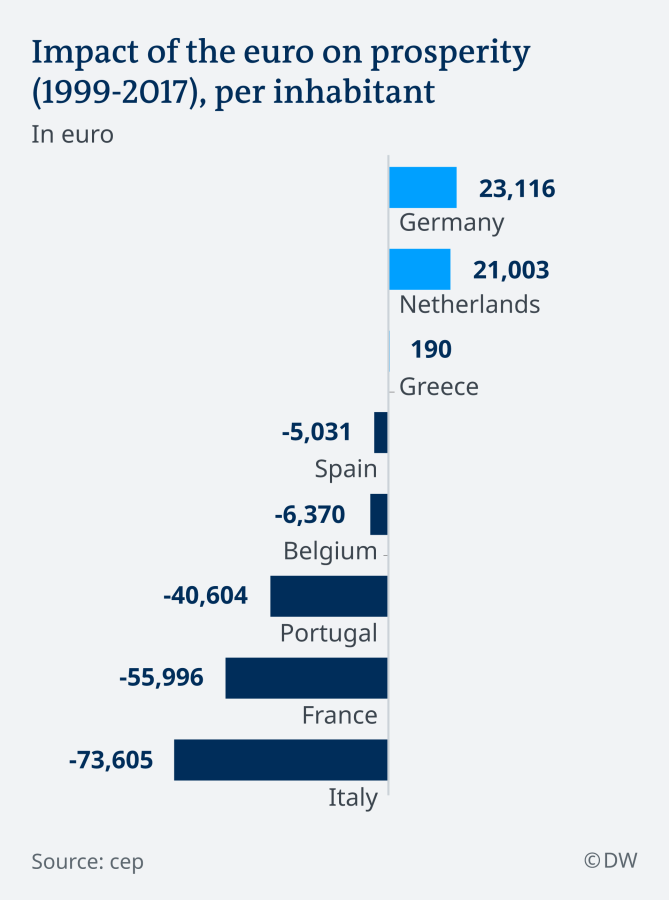 Impact of the euro on prosperity
(1999-2017), per inhabitant
In euro
23,116
Germany
21,003
Netherlands
190
Greece
-5,031
Spain
-6,370
Belgium
-40,604
Portugal
-55,996
France
-73,605
Italy
Source: cep
©DW